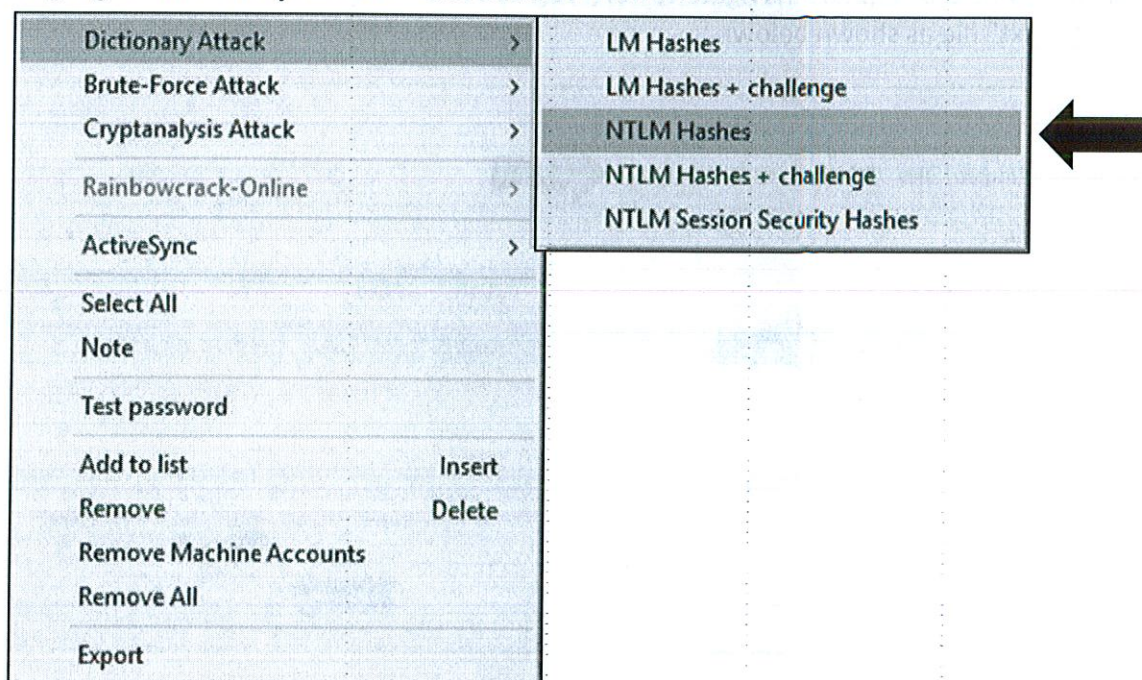 Dictionary Attack >
Brute-Force Attack >
Cryptanalysis Attack >
Rainbowcrack-Online >
ActiveSync >
Select All
Note
Test password
Add to list Insert
Remove Delete
Remove Machine Accounts
Remove All
Export
LM Hashes
LM Hashes + challenge
NTLM Hashes
NTLM Hashes + challenge
NTLM Session Security Hashes